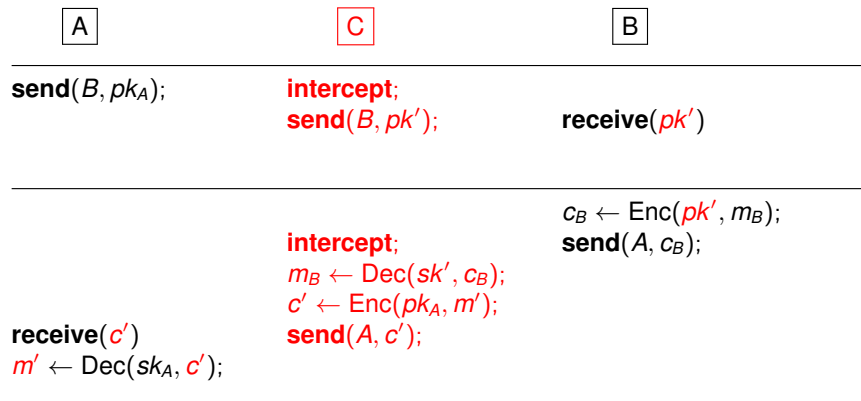 A C B
send(B, pk_A); intercept;
send(B, pk′); receive(pk′)
c_B ← Enc(pk′, m_B);
intercept; send(A, c_B);
m_B ← Dec(sk′, c_B);
c′ ← Enc(pk_A, m′);
receive(c′) send(A, c′);
m′ ← Dec(sk_A, c′);